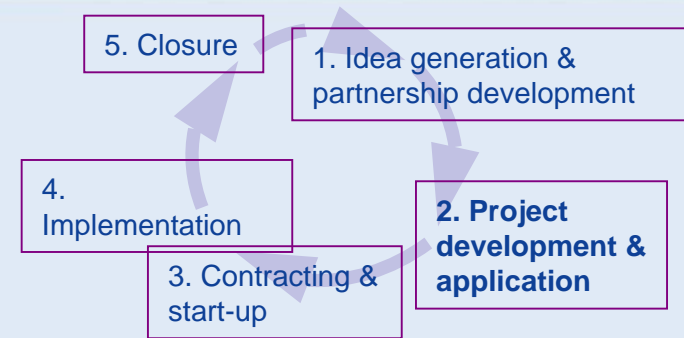 5. Closure
1. Idea generation &
partnership development
2. Project
development &
application
3. Contracting &
start-up
4.
Implementation